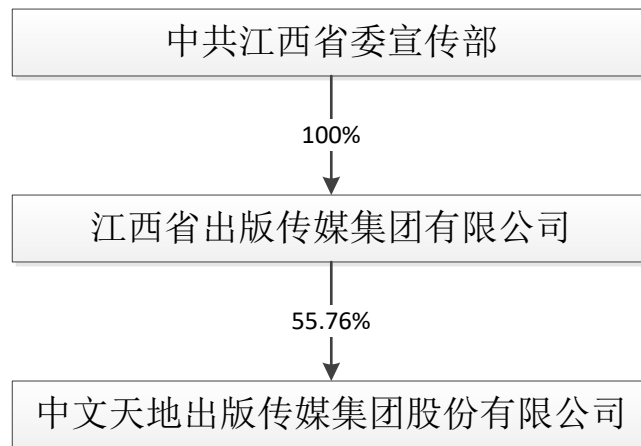 中共江西省委宣传部
100%
江西省出版传媒集团有限公司
55.76%
中文天地出版传媒集团股份有限公司